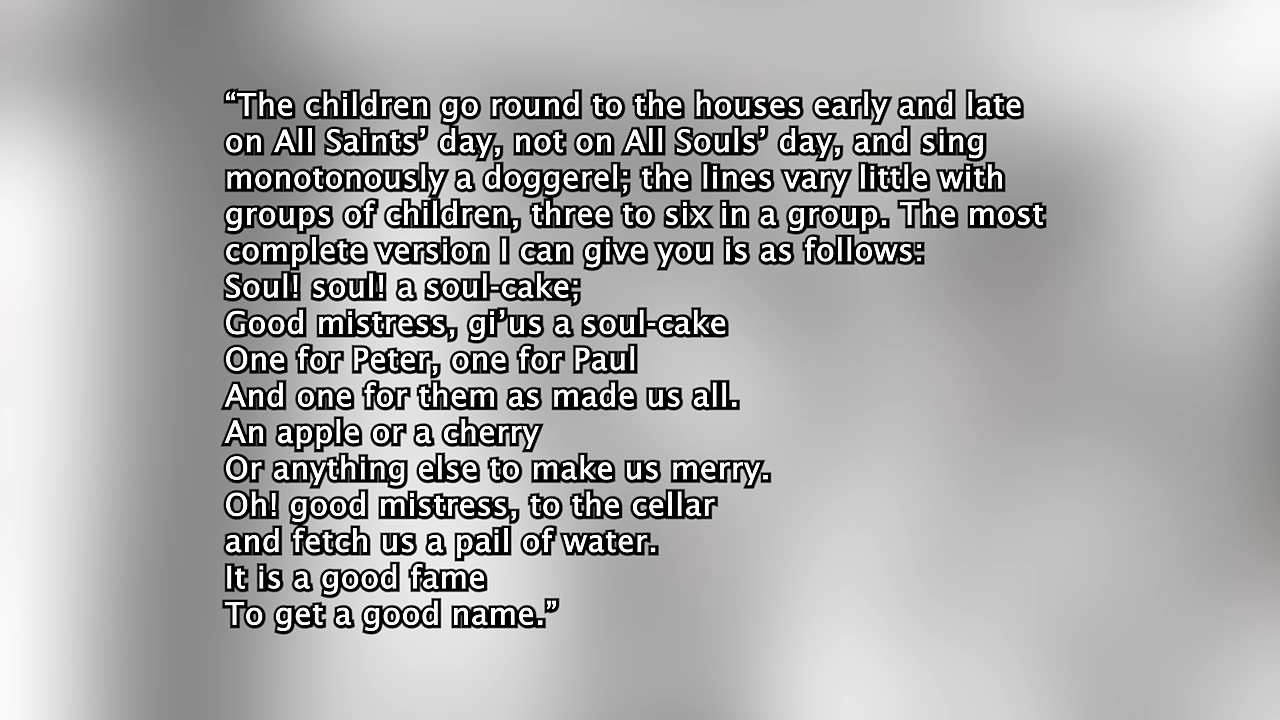 “The children go round to the houses early and late
on All Saints’ day, not on All Souls’ day, and sing
monotonously a doggerel; the lines vary little with
groups of children, three to six in a group. The most
complete version I can give you is as follows:
Soul! soul! a soul-cake;
Good mistress, gi’us a soul-cake
One for Peter, one for Paul
And one for them as made us all.
An apple or a cherry
Or anything else to make us merry.
Oh! good mistress, to the cellar
and fetch us a pail of water.
It is a good fame
To get a good name.”